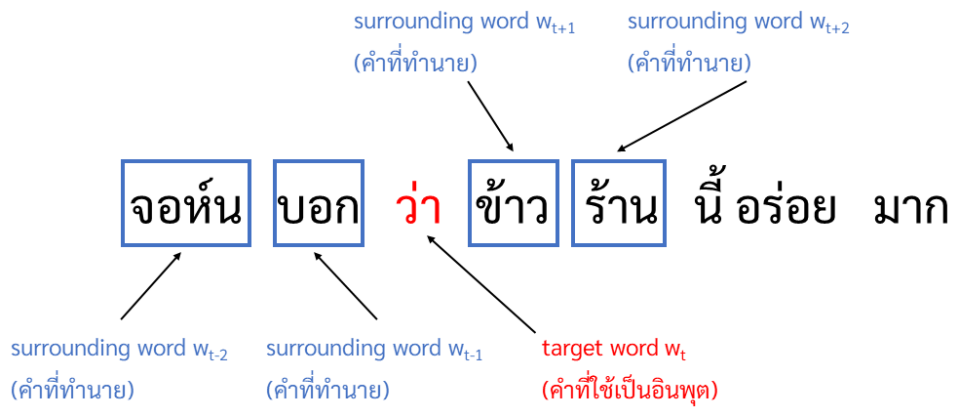 surrounding word wt+1 surrounding word wt+2
(คำที่ทำนาย) (คำที่ทำนาย)
จอห์น บอก ว่า ข้าว ร้าน นี้ อร่อย มาก
surrounding word wt-2 surrounding word wt-1 target word wt
(คำที่ทำนาย) (คำที่ทำนาย) (คำที่ใช้เป็นอินพุต)